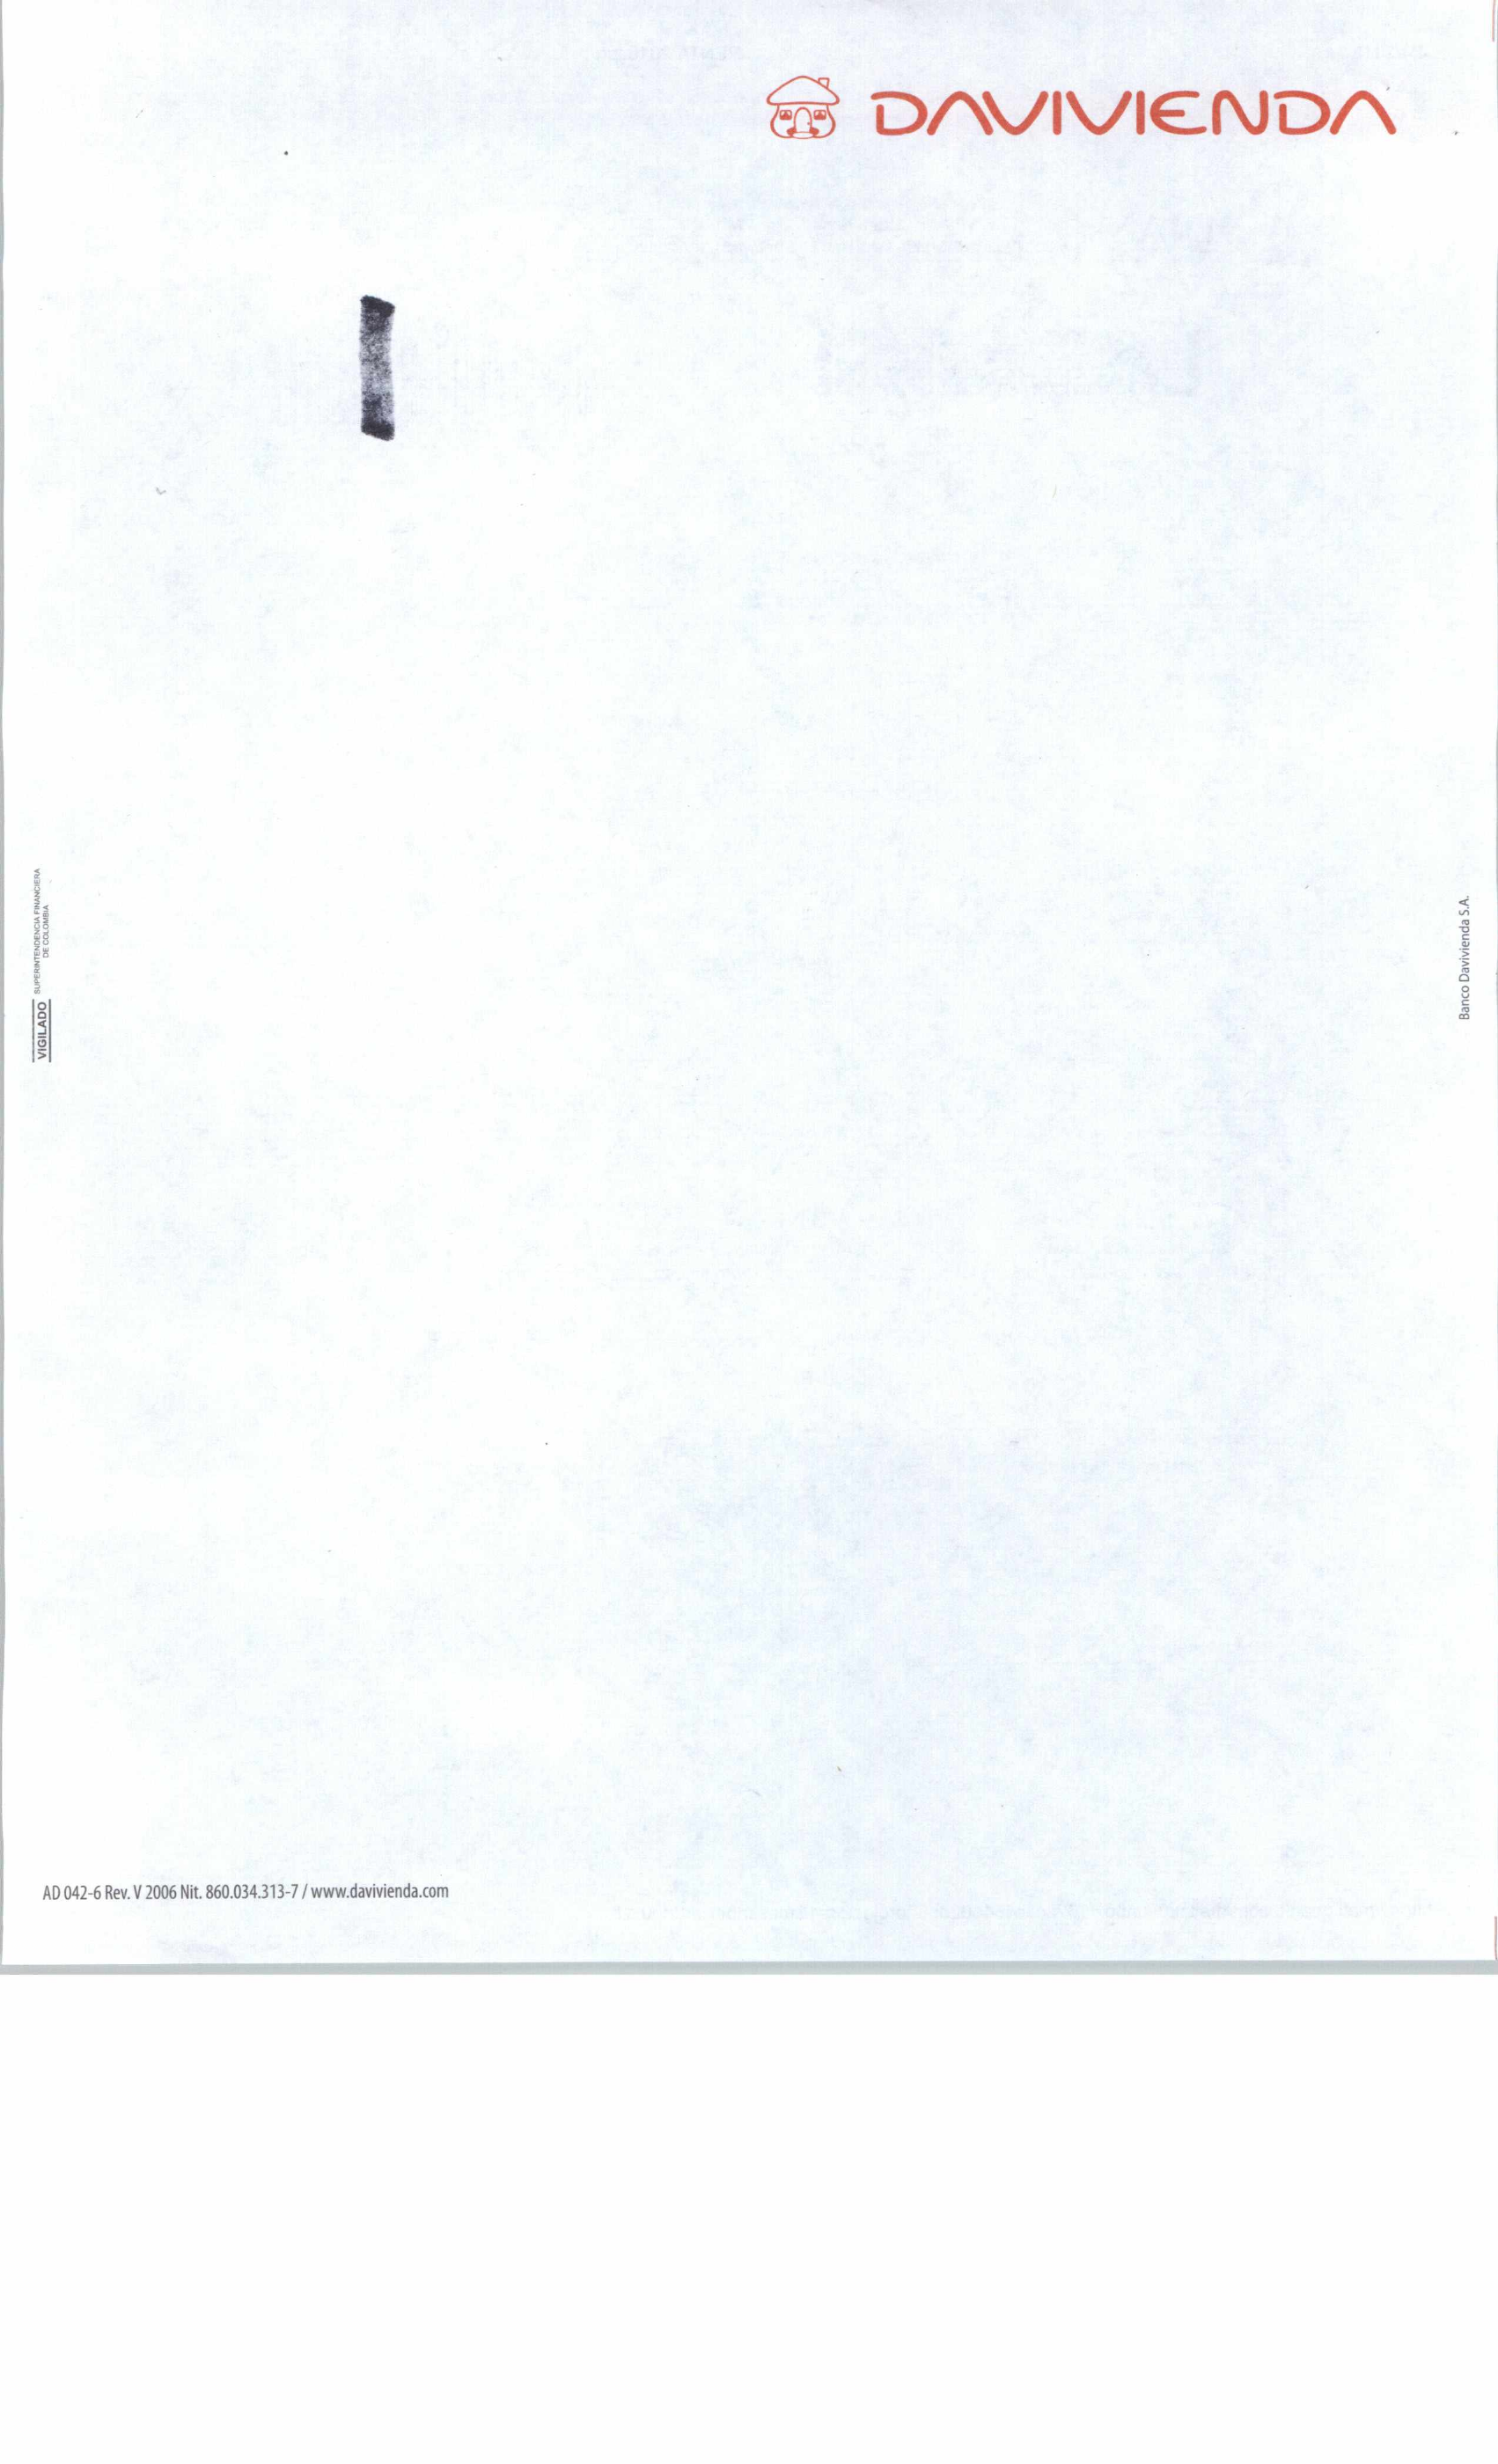 DAVIVIENDA
VIGILADO SUPERINTENDENCIA FINANCIERA
DE COLOMBIA
Banco Davivienda S.A.
AD 042-6 Rev. V 2006 Nit. 860.034.313-7 / www.davivienda.com